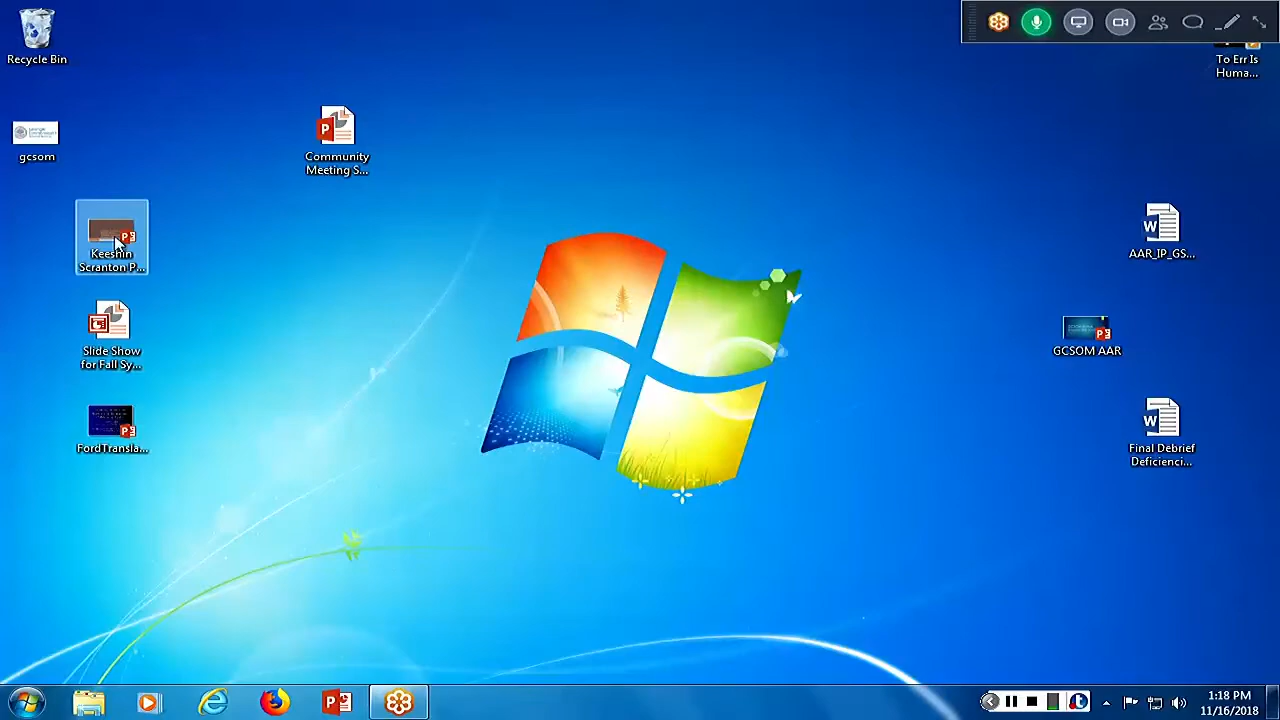 Recycle Bin
To Err Is
Huma...
gcsom
Community
Meeting S...
Keeshin
Scranton P...
AAR_IP_GS...
Slide Show
for Fall Sy...
GCSOM AAR
FordTransla...
Final Debrief
Deficienci...
1:18 PM
11/16/2018